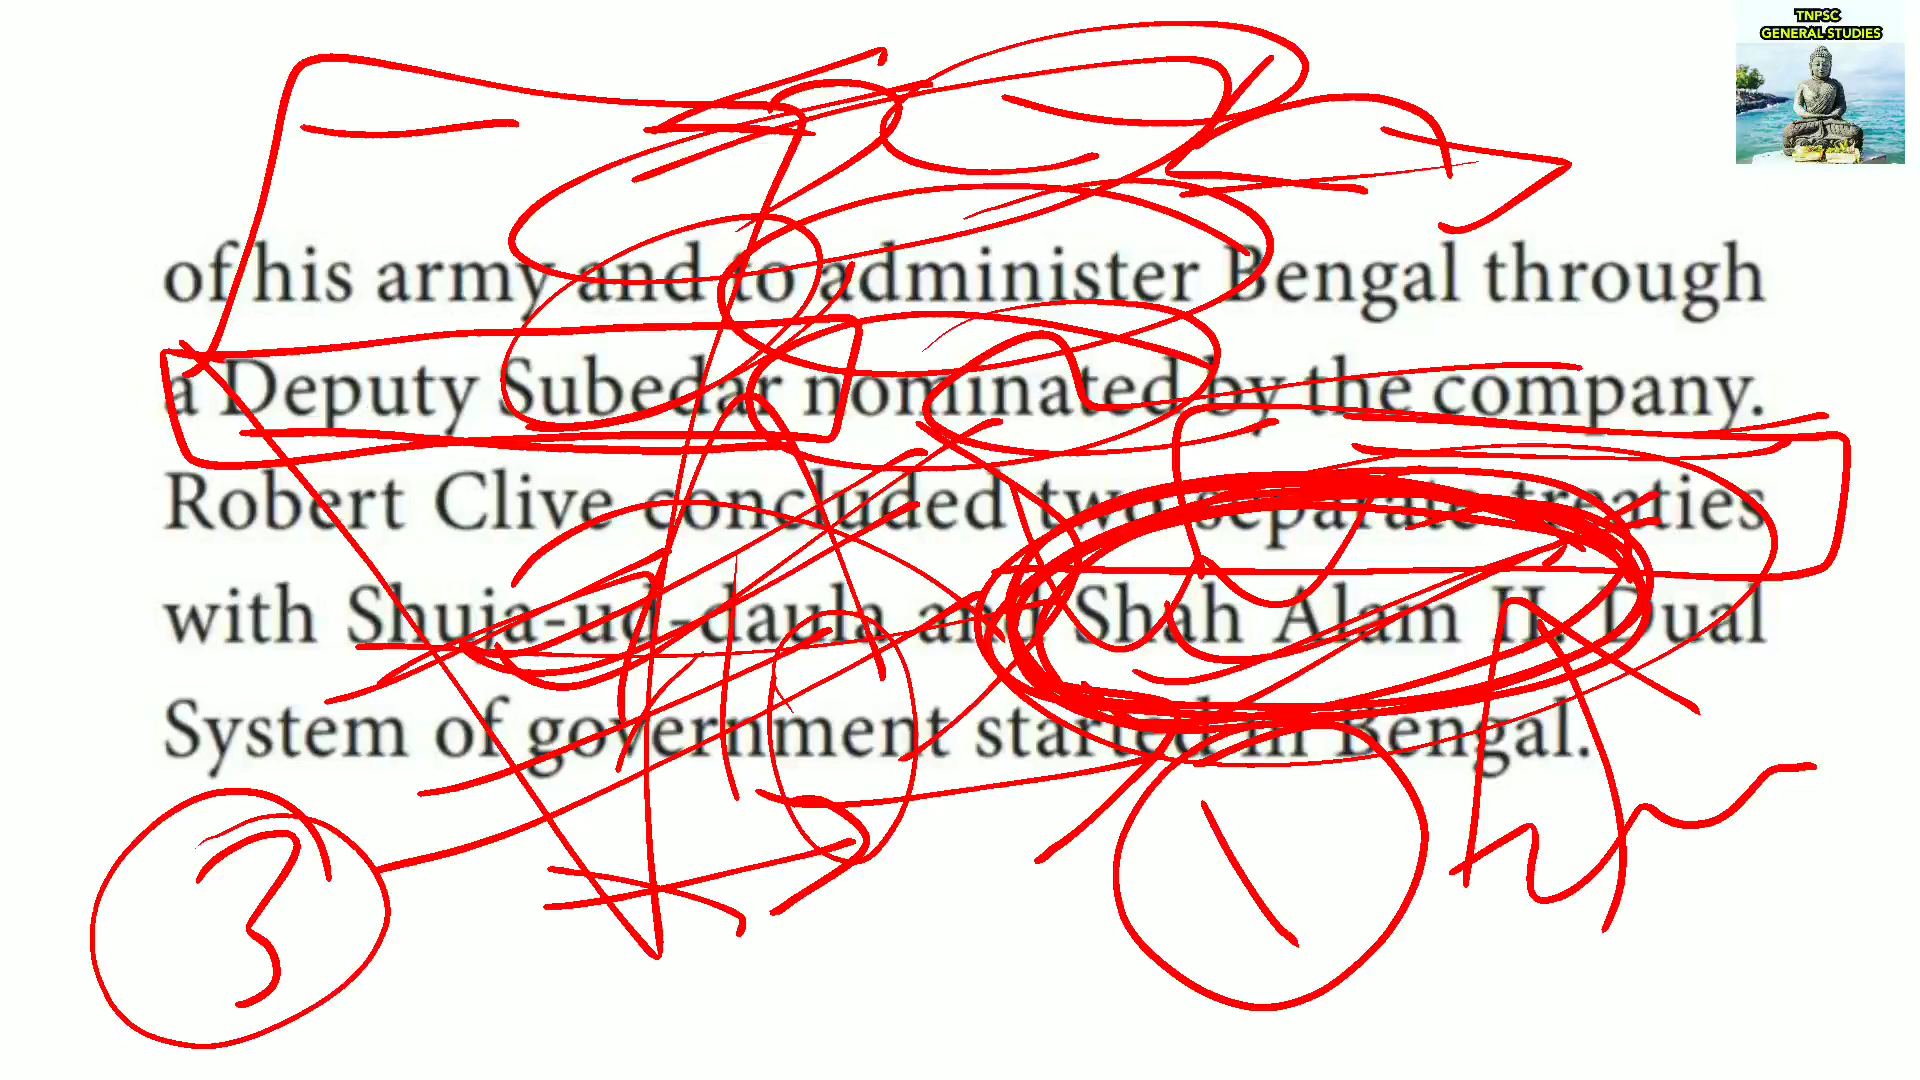 TNPSC
GENERAL STUDIES
of his army and to administer Bengal through
a Deputy Subedar nominated by the company.
Robert Clive concluded two separate treaties
with Shuja-ud-daula and Shah Alam II. Dual
System of government started in Bengal.
3